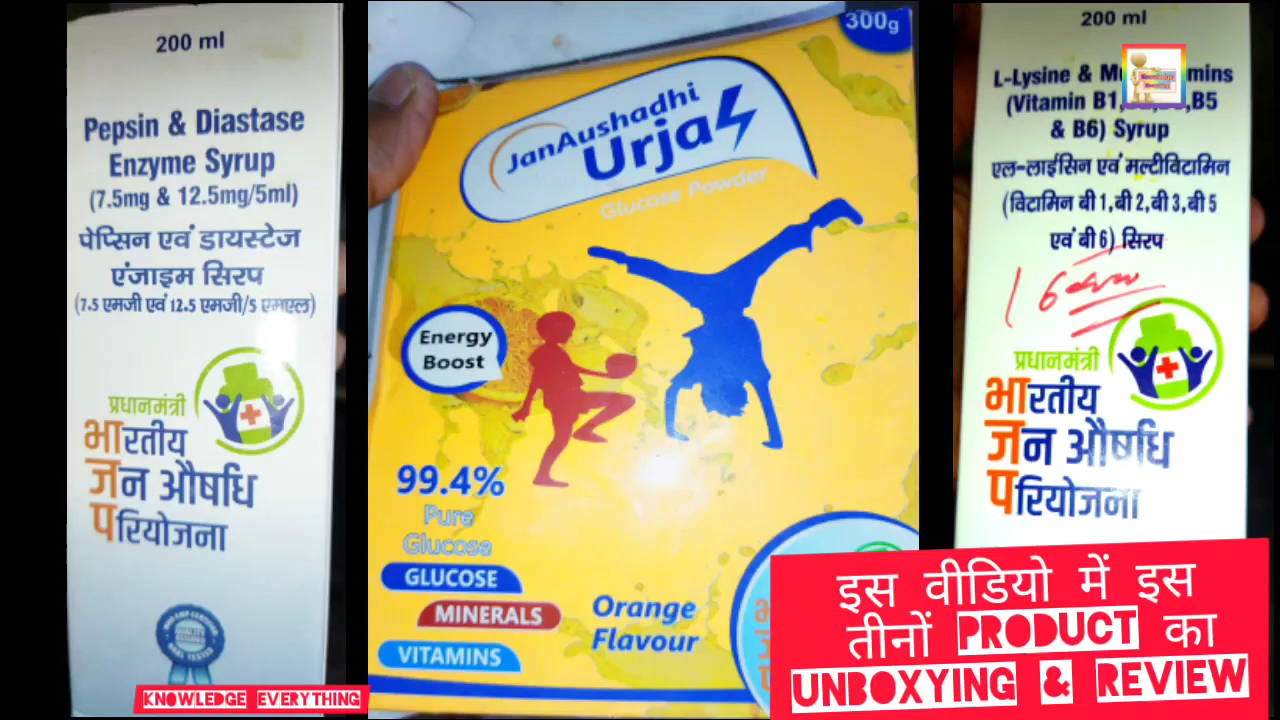 200 ml
Pepsin & Diastase
Enzyme Syrup
(7.5mg & 12.5mg/5ml)
पेप्सिन एवं डायस्टेज
एंजाइम सिरप
(7.5 एमजी एवं 12.5 एमजी/5 एमएल)
प्रधानमंत्री
भारतीय
जन औषधि
परियोजना
QUALITY
KNOWLEDGE EVERYTHING
300g
JanAushadhi
Urja
Glucose Powder
Energy
Boost
99.4%
Pure
Glucose
GLUCOSE
MINERALS
VITAMINS
Orange
Flavour
200 ml
L-Lysine & M mins
(Vitamin B1, ,B5
& B6) Syrup
एल-लाईसिन एवं मल्टीविटामिन
(विटामिन बी 1,बी 2,बी 3,बी 5
एवं बी 6) सिरप
प्रधानमंत्री
भारतीय
जन औषधि
परियोजना
इस वीडियो में इस
तीनों PRODUCT का
UNBOXYING & REVIEW